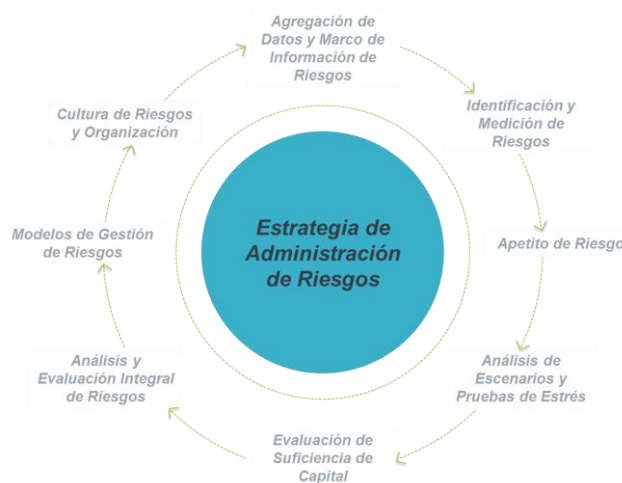 Agregación de
Datos y Marco de
Información de
Riesgos
Identificación y
Medición de
Riesgos
Apetito de Riesgo
Análisis de
Escenarios y
Pruebas de Estrés
Evaluación de
Suficiencia de
Capital
Análisis y
Evaluación Integral
de Riesgos
Modelos de Gestión
de Riesgos
Cultura de Riesgos
y Organización
Estrategia de
Administración
de Riesgos